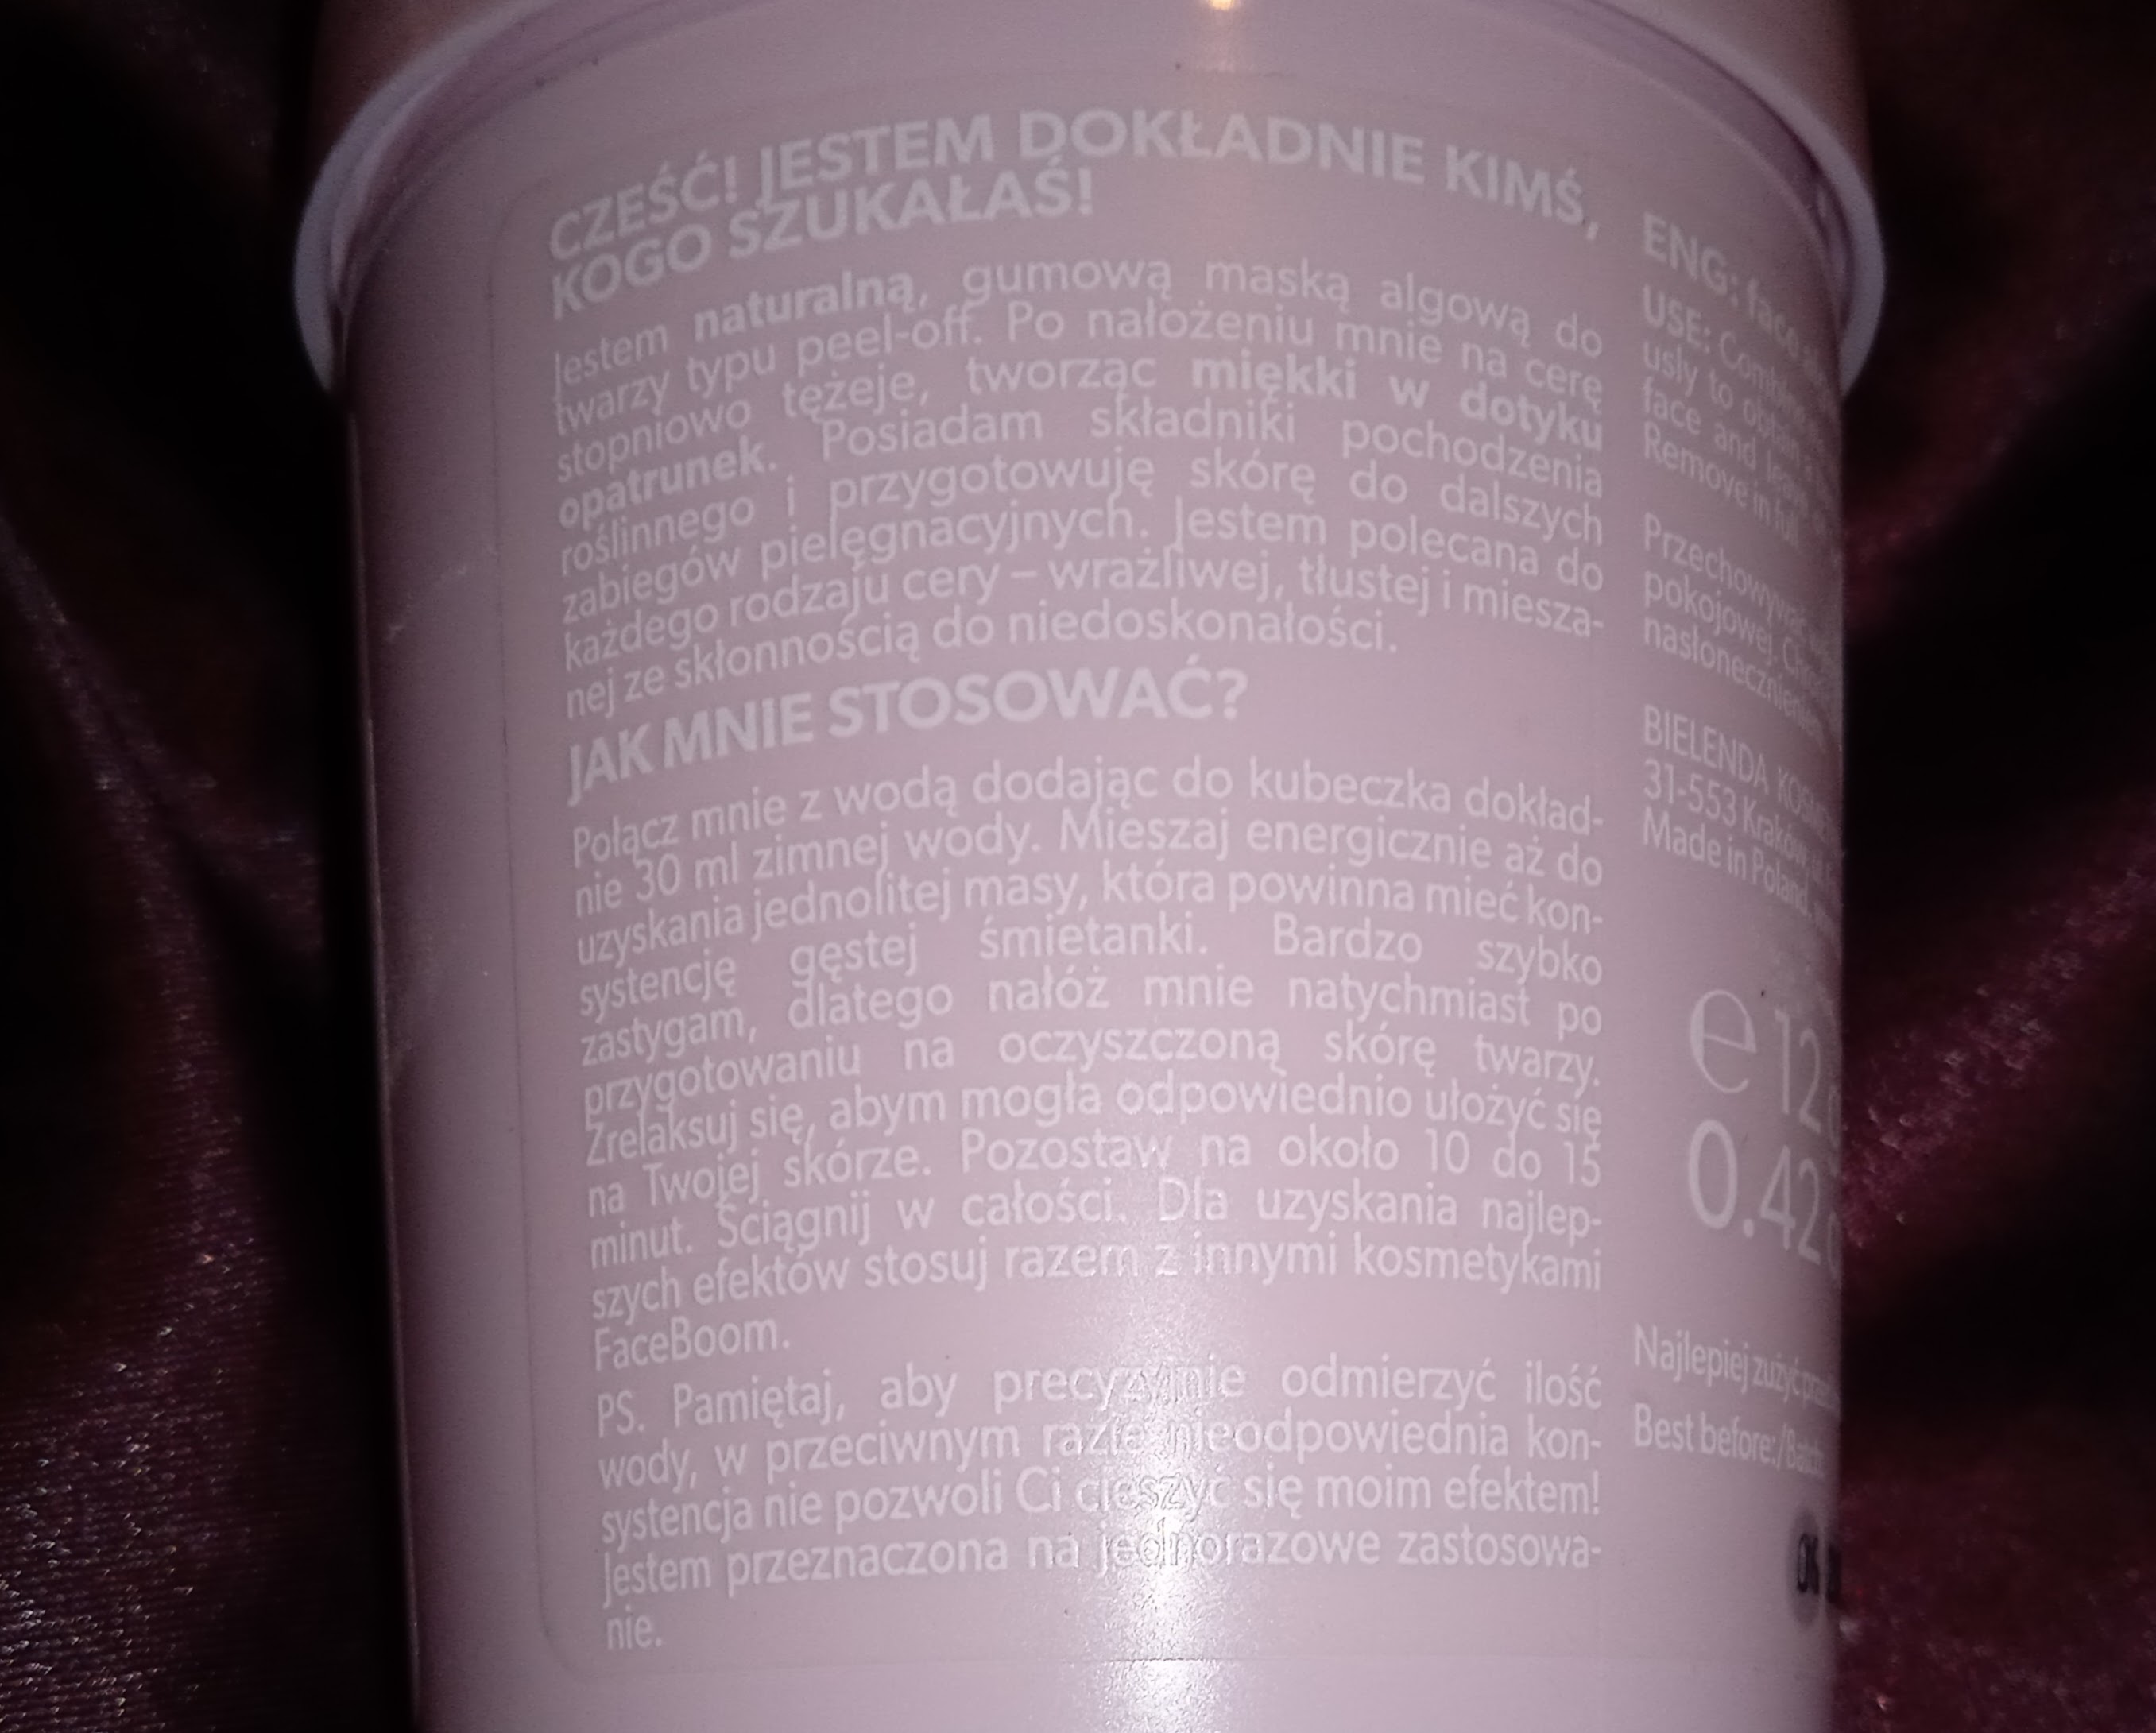 CZEŚĆ! JESTEM DOKŁADNIE KIMŚ,
KOGO SZUKAŁAŚ!
Jestem naturalną, gumową maską algową do
twarzy typu peel-off. Po nałożeniu mnie na cerę
stopniowo tężeje, tworząc miękki w dotyku
opatrunek. Posiadam składniki pochodzenia
roślinnego i przygotowuję skórę do dalszych
zabiegów pielęgnacyjnych. Jestem polecana do
każdego rodzaju cery – wrażliwej, tłustej i miesza-
nej ze skłonnością do niedoskonałości.
JAK MNIE STOSOWAĆ?
Połącz mnie z wodą dodając do kubeczka dokład-
nie 30 ml zimnej wody. Mieszaj energicznie aż do
uzyskania jednolitej masy, która powinna mieć kon-
systencję gęstej śmietanki. Bardzo szybko
zastygam, dlatego nałóż mnie natychmiast po
przygotowaniu na oczyszczoną skórę twarzy.
Zrelaksuj się, abym mogła odpowiednio ułożyć się
na Twojej skórze. Pozostaw na około 10 do 15
minut. Ściągnij w całości. Dla uzyskania najlep-
szych efektów stosuj razem z innymi kosmetykami
FaceBoom.
PS. Pamiętaj, aby precyzyjnie odmierzyć ilość
wody, w przeciwnym razie nieodpowiednia kon-
systencja nie pozwoli Ci cieszyć się moim efektem!
Jestem przeznaczona na jednorazowe zastosowa-
nie.
ENG: face
USE:
usly to obtain a
face and leave
Remove in full.
Przechowywać
pokojowej.
nasłonecznieniem
BIELENDA
31-553 Kraków,
Made in Poland,
e 12
0.42
Najlepiej zużyć
Best before:/